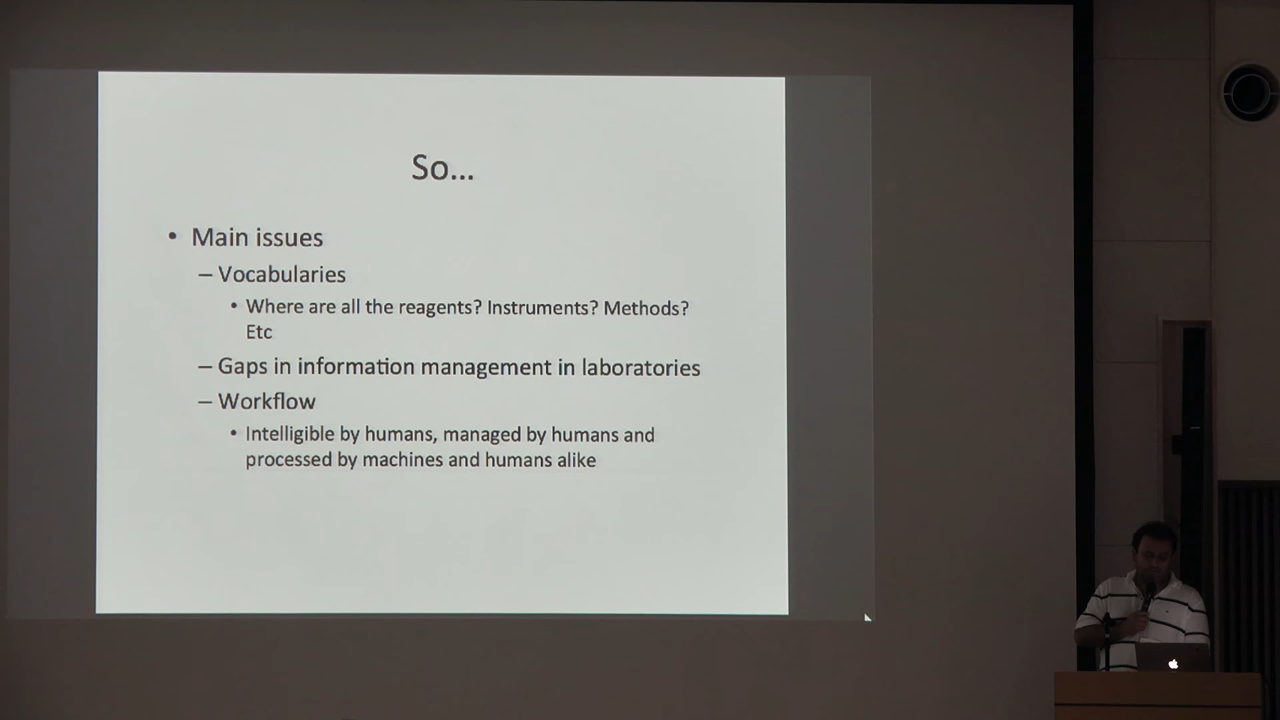 So...
• Main issues
– Vocabularies
• Where are all the reagents? Instruments? Methods?
Etc
– Gaps in information management in laboratories
– Workflow
• Intelligible by humans, managed by humans and
processed by machines and humans alike